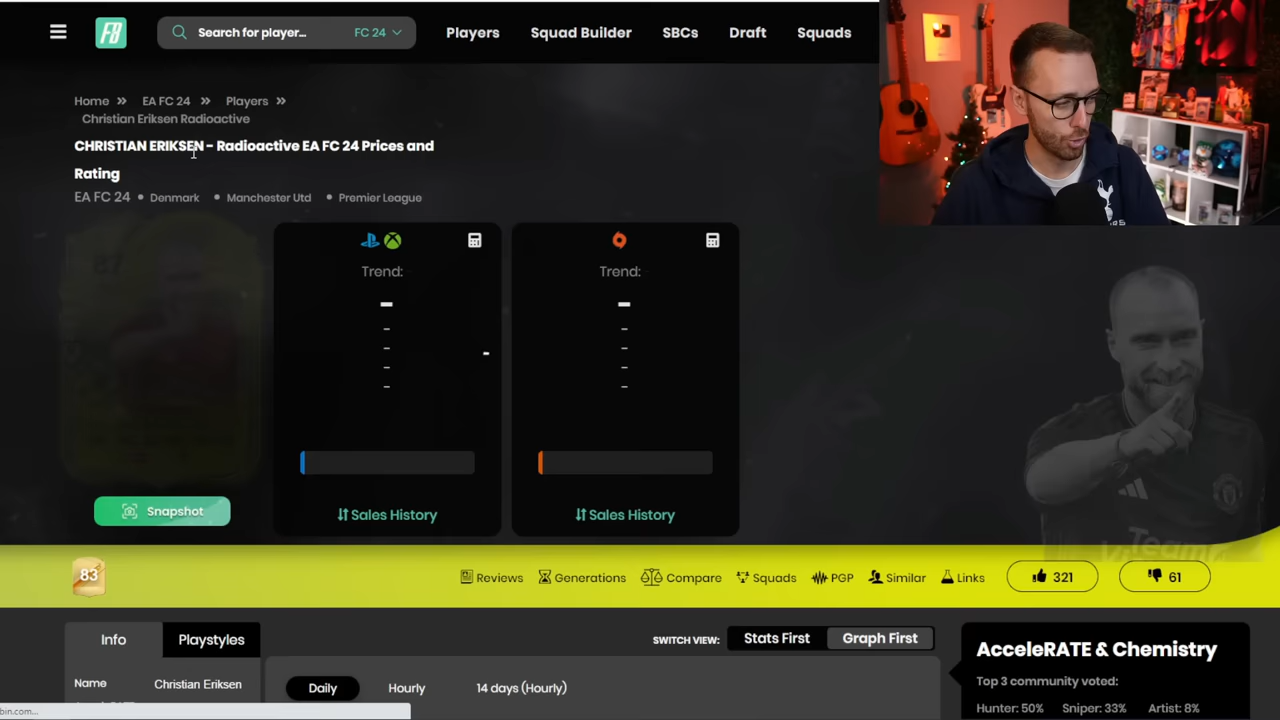 FB
Search for player... FC 24
Players Squad Builder SBCs Draft Squads
Home » EA FC 24 » Players »
Christian Eriksen Radioactive
CHRISTIAN ERIKSEN - Radioactive EA FC 24 Prices and
Rating
EA FC 24 • Denmark • Manchester Utd • Premier League
87
Trend: Trend:
- -
- -
- -
- -
- -
-
Sales History Sales History
Snapshot
83
Reviews Generations Compare Squads PGP Similar Links 321 61
Info Playstyles
SWITCH VIEW: Stats First Graph First
AcceleRATE & Chemistry
Name Christian Eriksen
Top 3 community voted:
Daily Hourly 14 days (Hourly)
Hunter: 50% Sniper: 33% Artist: 8%
bin.com...